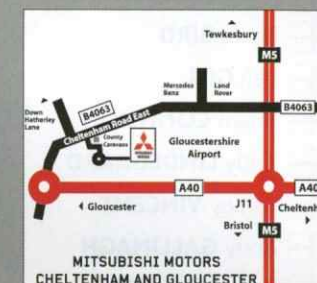 Tewkesbury
M5
Mercedes
Benz
Land
Rover
B4063
B4063
Down
Hatherley
Lane
Cheltenham Road East
County
Caravans
Gloucestershire
Airport
A40
A40
Gloucester
J11
Cheltenh
Bristol
M5
MITSUBISHI MOTORS
CHELTENHAM AND GLOUCESTER